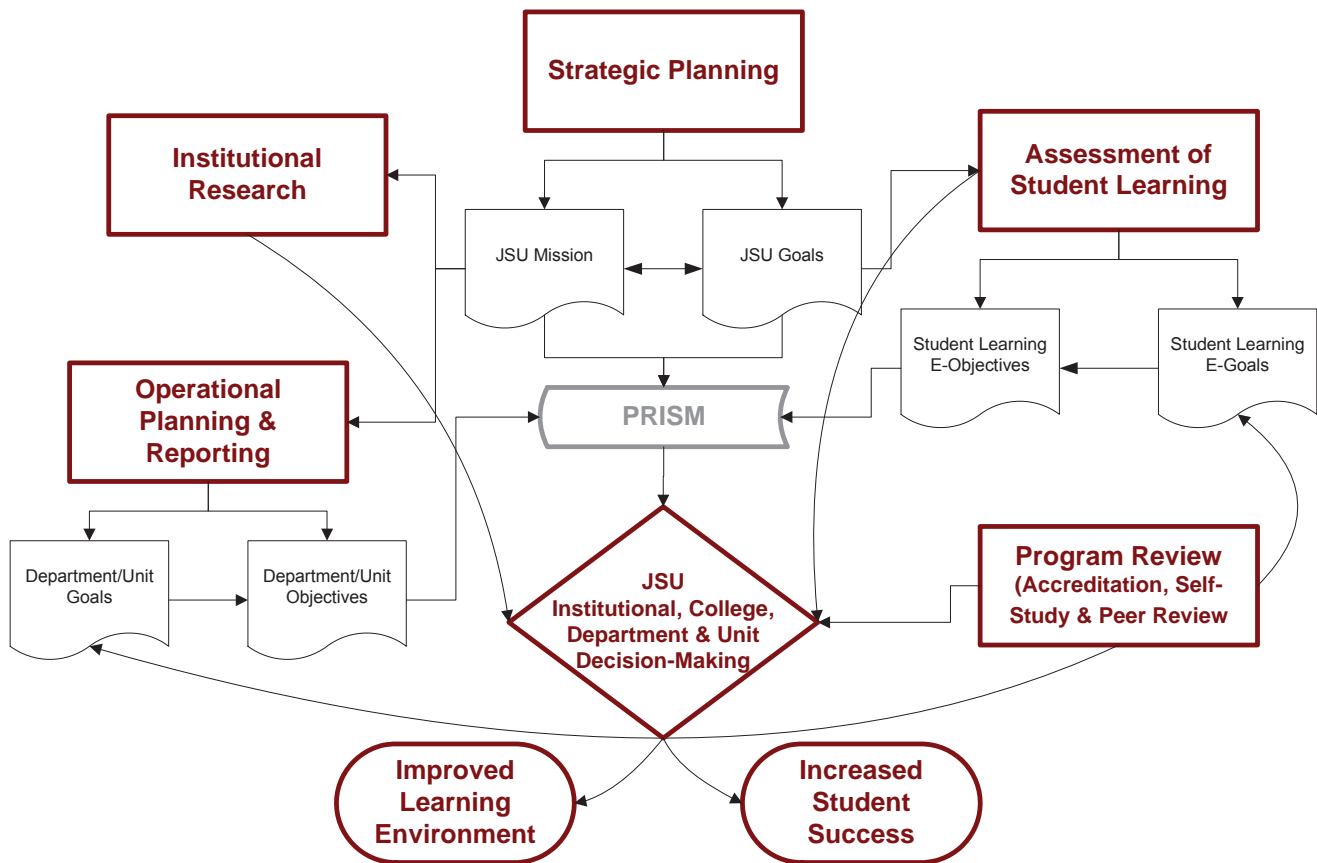 Strategic Planning
Institutional
Research
Assessment of
Student Learning
JSU Mission
JSU Goals
Student Learning
E-Objectives
Student Learning
E-Goals
Operational
Planning &
Reporting
PRISM
Department/Unit
Goals
Department/Unit
Objectives
JSU
Institutional, College,
Department & Unit
Decision-Making
Program Review
(Accreditation, Self-
Study & Peer Review
Improved
Learning
Environment
Increased
Student
Success